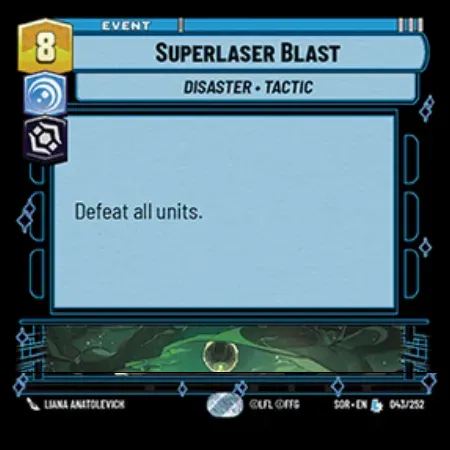 EVENT
8
SUPERLASER BLAST
DISASTER • TACTIC
Defeat all units.
LIANA ANATOLEVICH
©LFL ©FFG
SOR • EN
043/252